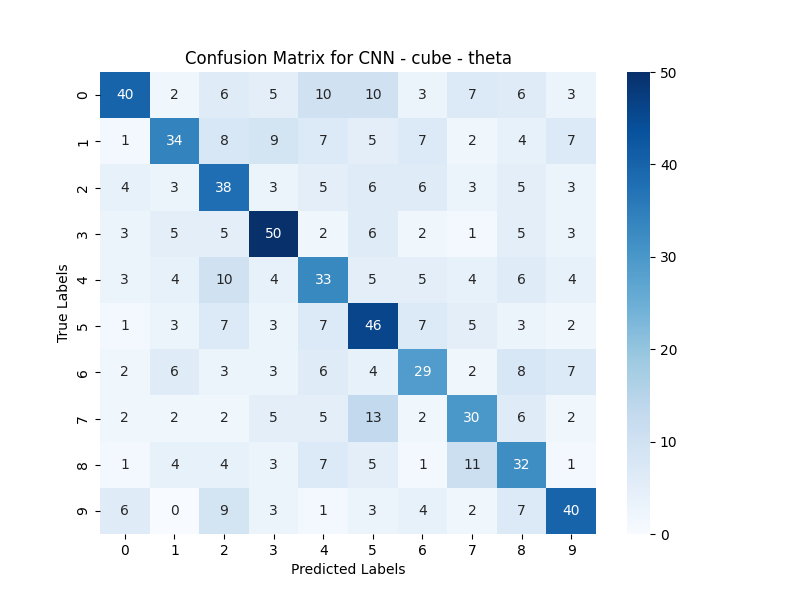 Confusion Matrix for CNN - cube - theta
0 40 2 6 5 10 10 3 7 6 3
1 1 34 8 9 7 5 7 2 4 7
2 4 3 38 3 5 6 6 3 5 3
3 3 5 5 50 2 6 2 1 5 3
4 3 4 10 4 33 5 5 4 6 4
5 1 3 7 3 7 46 7 5 3 2
6 2 6 3 3 6 4 29 2 8 7
7 2 2 2 5 5 13 2 30 6 2
8 1 4 4 3 7 5 1 11 32 1
9 6 0 9 3 1 3 4 2 7 40
0 1 2 3 4 5 6 7 8 9
Predicted Labels
True Labels
50
40
30
20
10
0